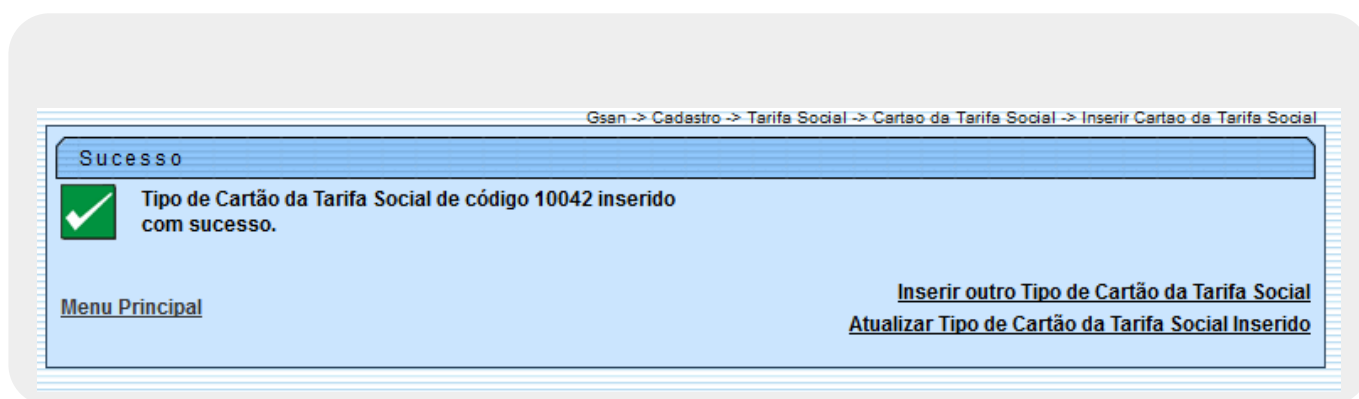 Gsan -> Cadastro -> Tarifa Social -> Cartao da Tarifa Social -> Inserir Cartao da Tarifa Social
Sucesso
Tipo de Cartão da Tarifa Social de código 10042 inserido
com sucesso.
Menu Principal
Inserir outro Tipo de Cartão da Tarifa Social
Atualizar Tipo de Cartão da Tarifa Social Inserido